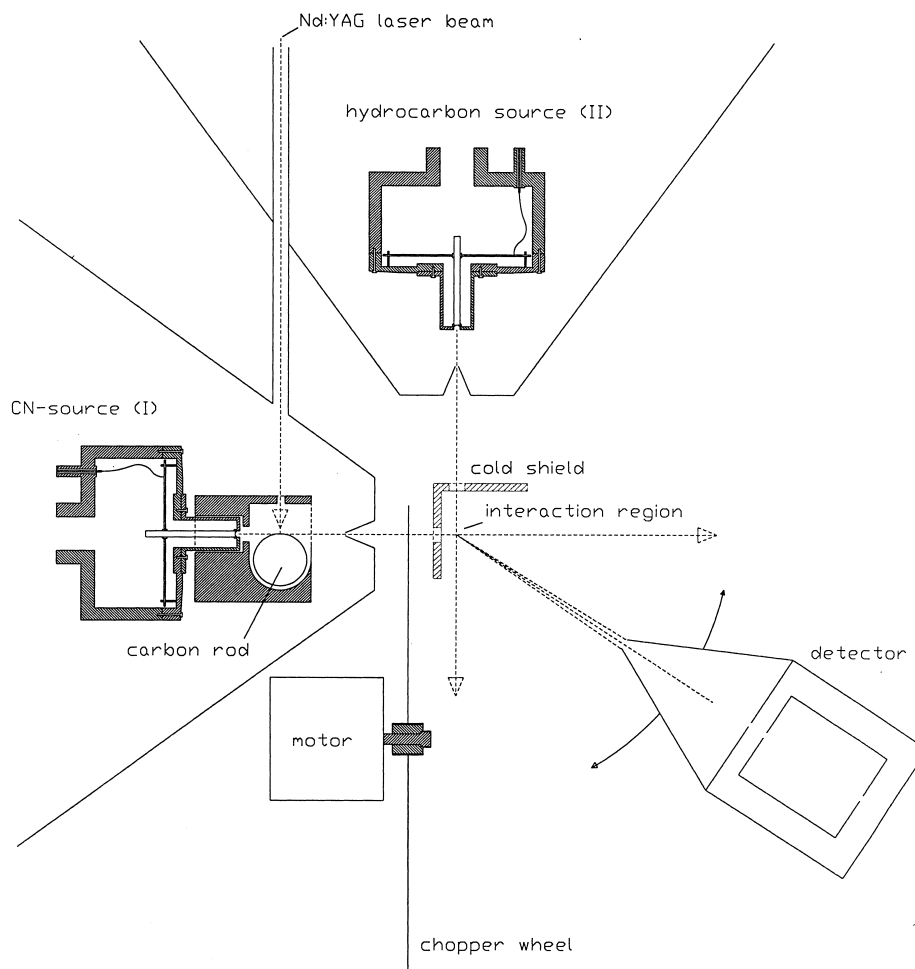 Nd:YAG laser beam
hydrocarbon source (II)
CN-source (I)
cold shield
interaction region
carbon rod
detector
motor
chopper wheel